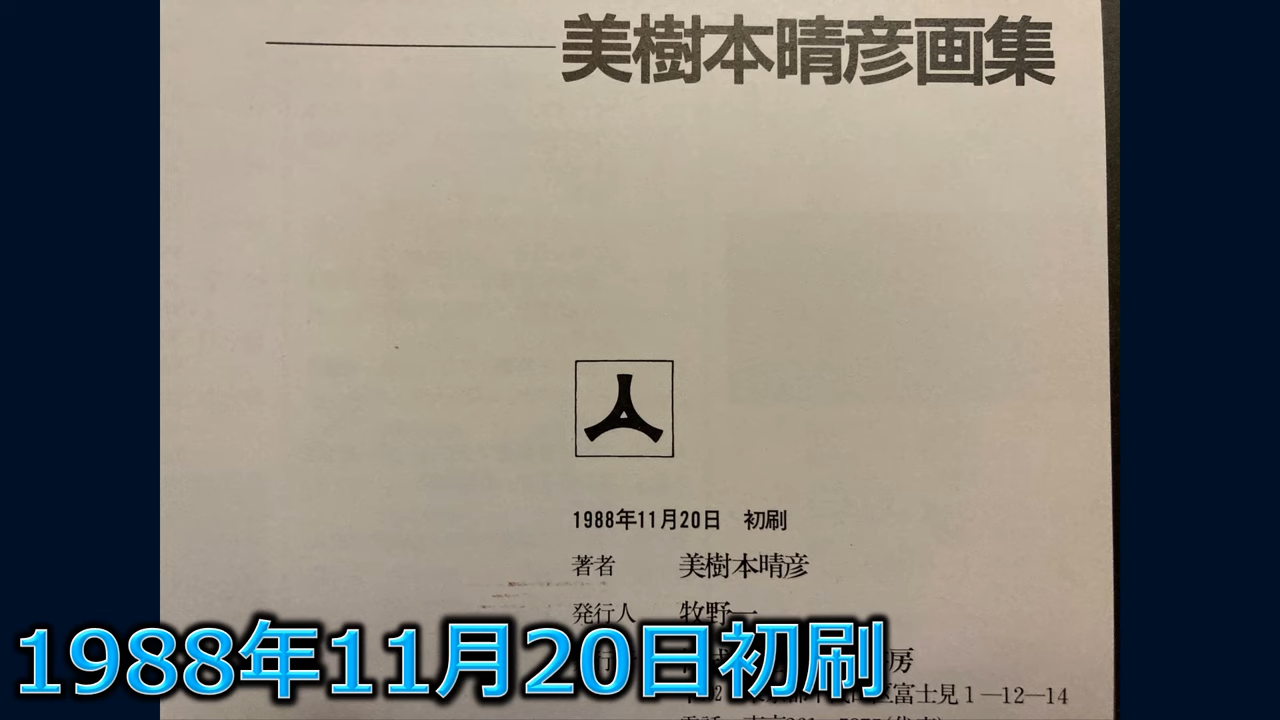 美樹本晴彦画集
1988年11月20日 初刷
著者 美樹本晴彦
発行人 牧野一
房
区富士見1―12―14
1988年11月20日初刷